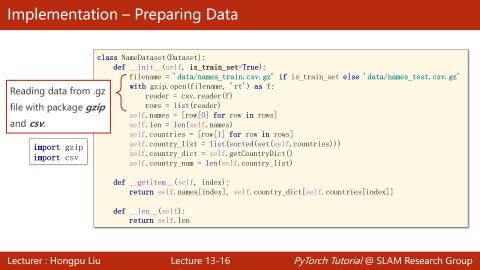 Implementation – Preparing Data
class NameDataset(Dataset):
def __init__(self, is_train_set=True):
filename = 'data/names_train.csv.gz' if is_train_set else 'data/names_test.csv.gz'
with gzip.open(filename, 'rt') as f:
reader = csv.reader(f)
rows = list(reader)
self.names = [row[0] for row in rows]
self.len = len(self.names)
self.countries = [row[1] for row in rows]
self.country_list = list(sorted(set(self.countries)))
self.country_dict = self.getCountryDict()
self.country_num = len(self.country_list)
def __getitem__(self, index):
return self.names[index], self.country_dict[self.countries[index]]
def __len__(self):
return self.len
Reading data from .gz
file with package gzip
and csv.
import gzip
import csv
Lecturer : Hongpu Liu
Lecture 13-16
PyTorch Tutorial @ SLAM Research Group